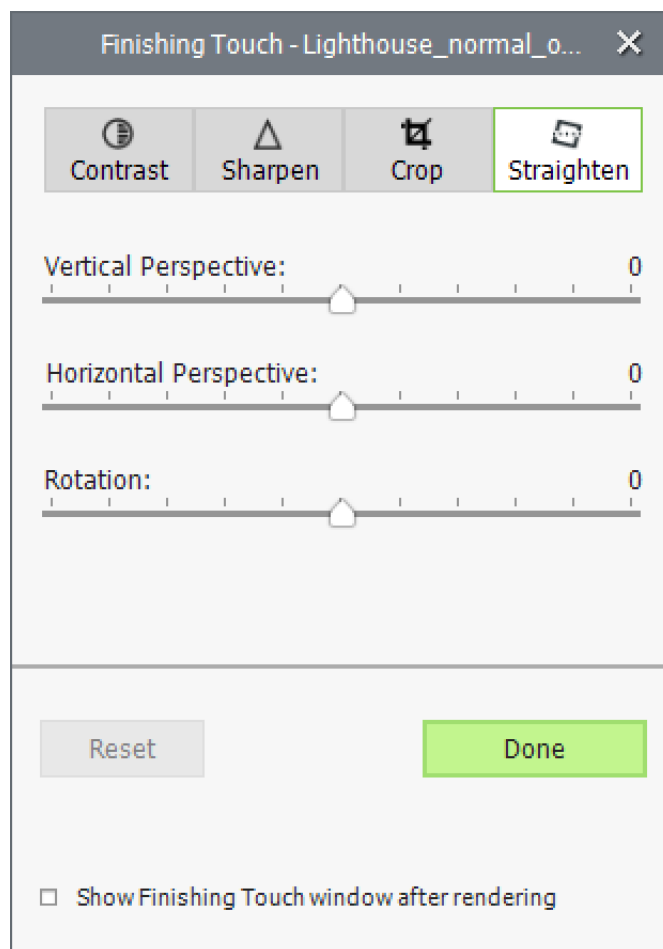 Finishing Touch - Lighthouse_normal_o...
Contrast Sharpen Crop Straighten
Vertical Perspective: 0
Horizontal Perspective: 0
Rotation: 0
Reset Done
Show Finishing Touch window after rendering